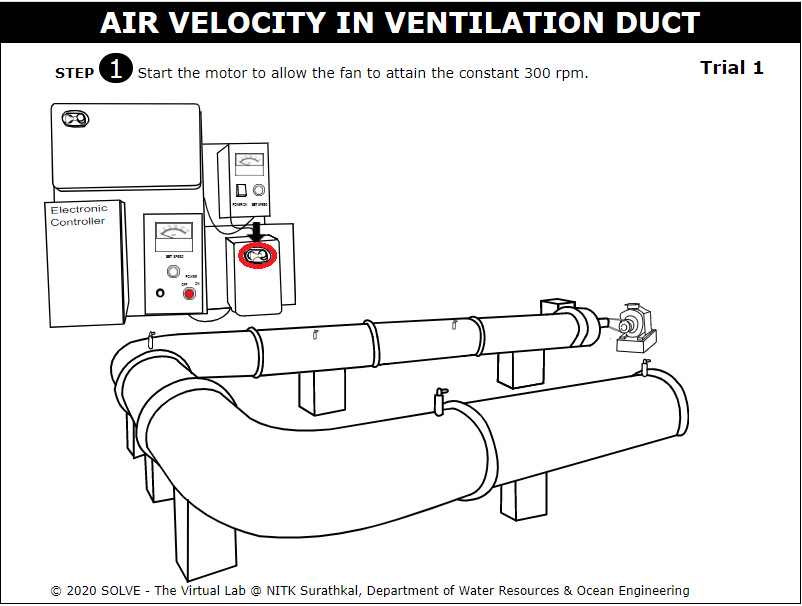 AIR VELOCITY IN VENTILATION DUCT
STEP 1 Start the motor to allow the fan to attain the constant 300 rpm.
Trial 1
POWER ON SET SPEED
Electronic
Controller
SET SPEED
POWER
OFF ON
© 2020 SOLVE - The Virtual Lab @ NITK Surathkal, Department of Water Resources & Ocean Engineering